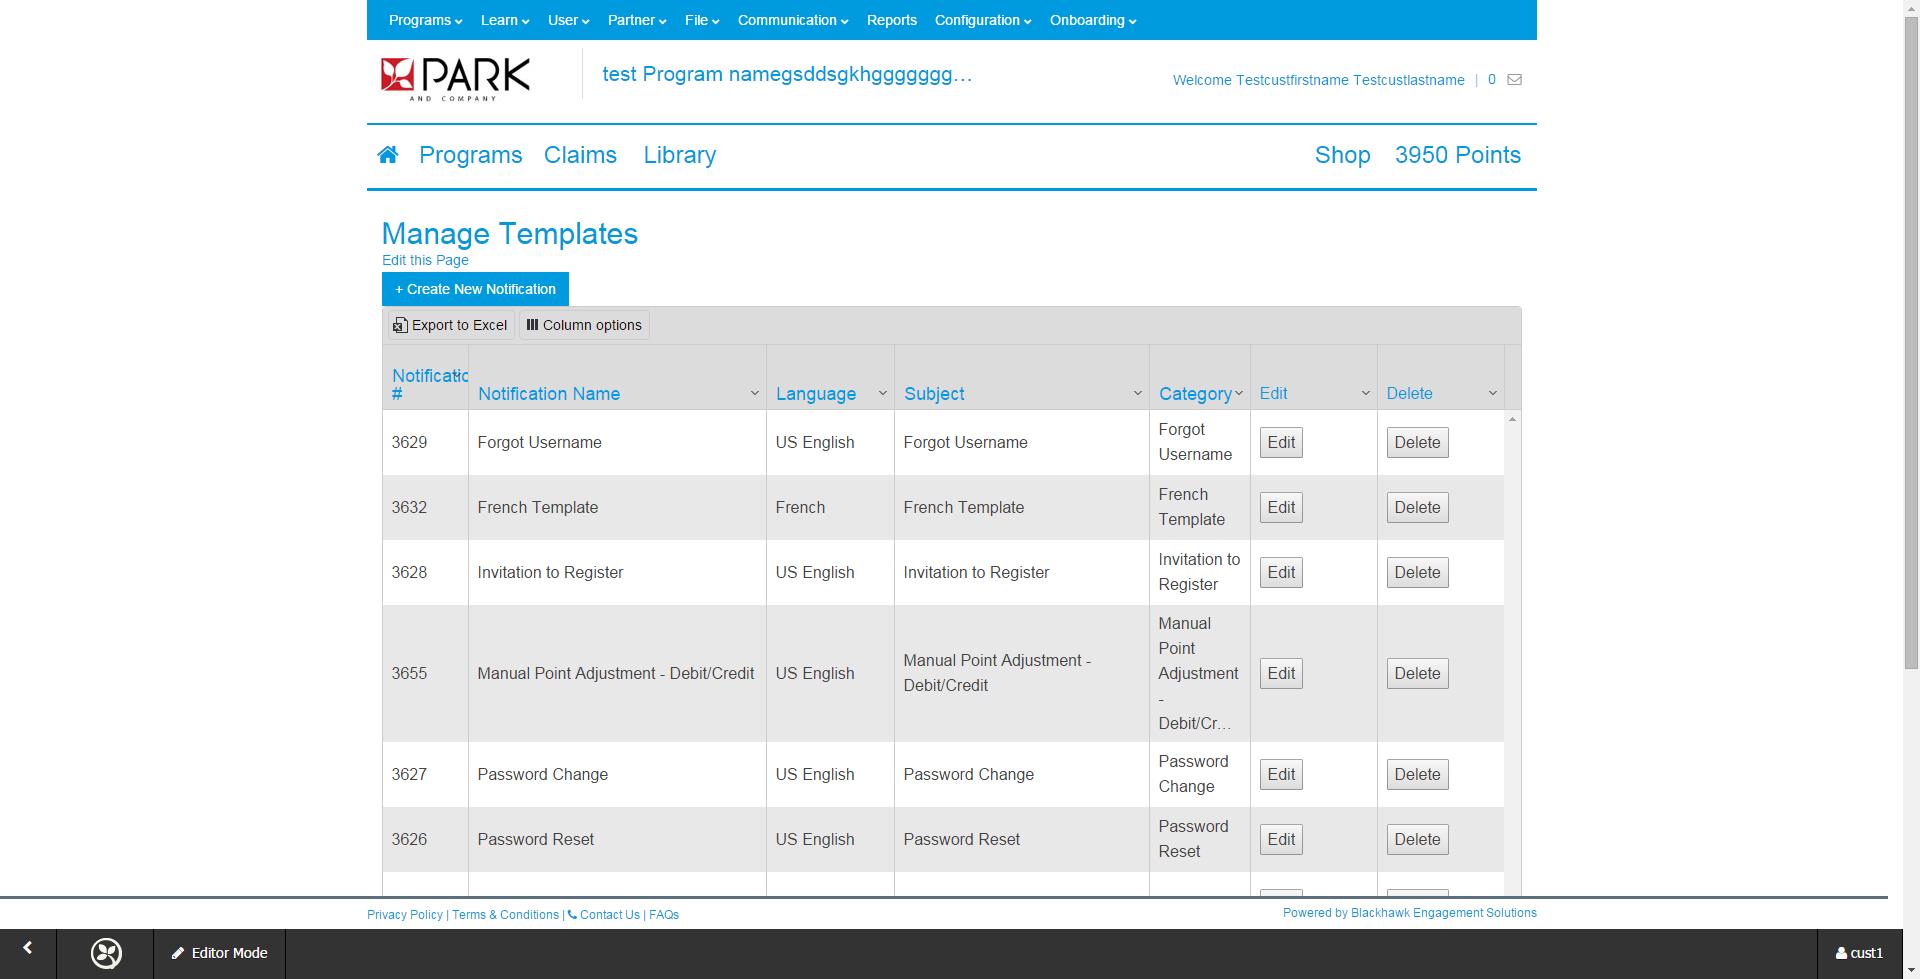 Programs Learn User Partner File Communication Reports Configuration Onboarding
PARK
AND COMPANY
test Program namegsddsgkhggggggg...
Welcome Testcustfirstname Testcustlastname | 0
Programs Claims Library Shop 3950 Points
Manage Templates
Edit this Page
+ Create New Notification
Export to Excel Column options
Notificatio
# Notification Name Language Subject Category Edit Delete
3629 Forgot Username US English Forgot Username Forgot
Username Edit Delete
3632 French Template French French Template French
Template Edit Delete
3628 Invitation to Register US English Invitation to Register Invitation to
Register Edit Delete
3655 Manual Point Adjustment - Debit/Credit US English Manual Point Adjustment -
Debit/Credit Manual
Point
Adjustment
-
Debit/Cr... Edit Delete
3627 Password Change US English Password Change Password
Change Edit Delete
3626 Password Reset US English Password Reset Password
Reset Edit Delete
Privacy Policy | Terms & Conditions | Contact Us | FAQs
Powered by Blackhawk Engagement Solutions
Editor Mode
cust1